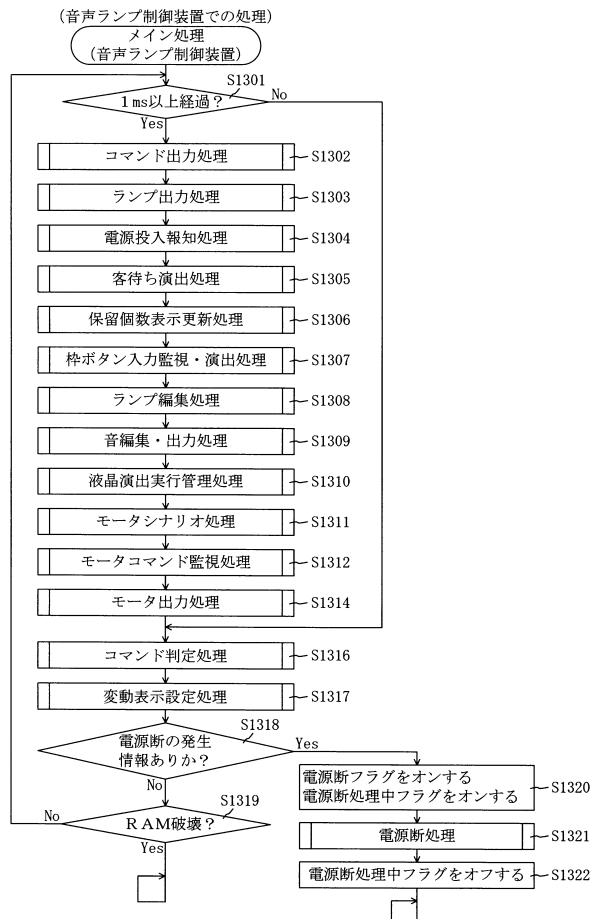 (音声ランプ制御装置での処理)
メイン処理
(音声ランプ制御装置)
S1301
1ms以上経過?
No
Yes
コマンド出力処理
S1302
ランプ出力処理
S1303
電源投入報知処理
S1304
客待ち演出処理
S1305
保留個数表示更新処理
S1306
枠ボタン入力監視・演出処理
S1307
ランプ編集処理
S1308
音編集・出力処理
S1309
液晶演出実行管理処理
S1310
モータシナリオ処理
S1311
モータコマンド監視処理
S1312
モータ出力処理
S1314
コマンド判定処理
S1316
変動表示設定処理
S1317
S1318
電源断の発生
情報ありか?
Yes
No
S1319
RAM破壊?
No
Yes
電源断フラグをオンする
電源断処理中フラグをオンする
S1320
電源断処理
S1321
電源断処理中フラグをオフする
S1322